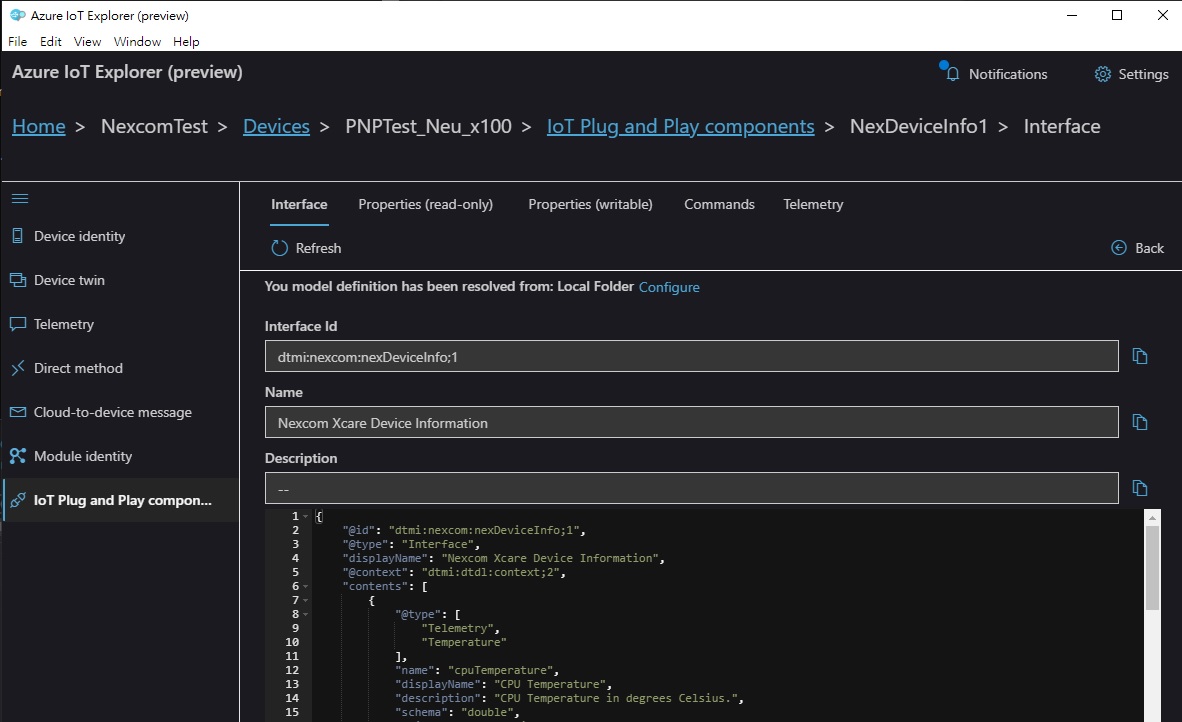 Azure IoT Explorer (preview)
File Edit View Window Help
Azure IoT Explorer (preview)
Notifications
Settings
Home > NexcomTest > Devices > PNPTest_Neu_x100 > IoT Plug and Play components > NexDeviceInfo1 > Interface
Device identity
Device twin
Telemetry
Direct method
Cloud-to-device message
Module identity
IoT Plug and Play compon...
Interface Properties (read-only) Properties (writable) Commands Telemetry
Refresh
Back
You model definition has been resolved from: Local Folder Configure
Interface Id
dtmi:nexcom:nexDeviceInfo;1
Name
Nexcom Xcare Device Information
Description
--
1 {
2 "@id": "dtmi:nexcom:nexDeviceInfo;1",
3 "@type": "Interface",
4 "displayName": "Nexcom Xcare Device Information",
5 "@context": "dtmi:dtdl:context;2",
6 "contents": [
7 {
8 "@type": [
9 "Telemetry",
10 "Temperature"
11 ],
12 "name": "cpuTemperature",
13 "displayName": "CPU Temperature",
14 "description": "CPU Temperature in degrees Celsius.",
15 "schema": "double",